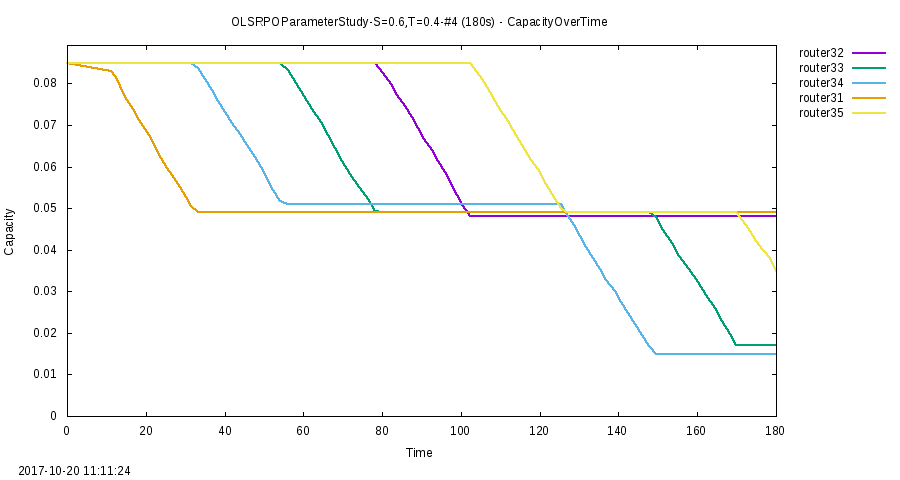 OLSRPOParameterStudy-S=0.6,T=0.4-#4 (180s) - CapacityOverTime
router32
router33
router34
router31
router35
0.08
0.07
0.06
0.05
0.04
0.03
0.02
0.01
0
Capacity
0 20 40 60 80 100 120 140 160 180
Time
2017-10-20 11:11:24